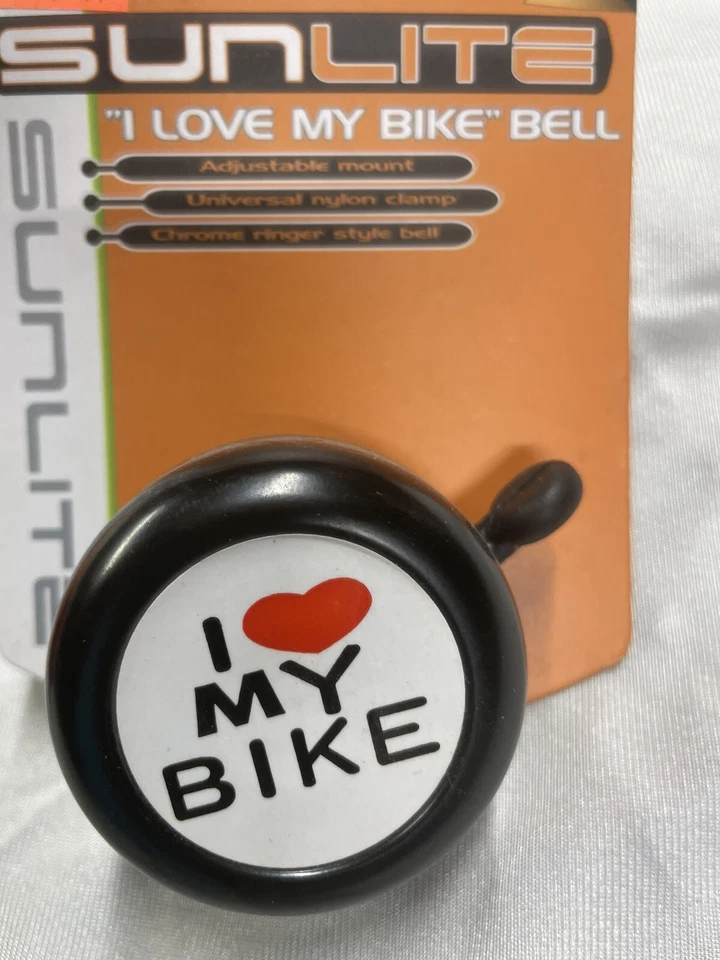 SUNLITE
"I LOVE MY BIKE" BELL
Adjustable mount
Universal nylon clamp
Chrome ringer style bell
SUNLITE
I ❤ MY
BIKE